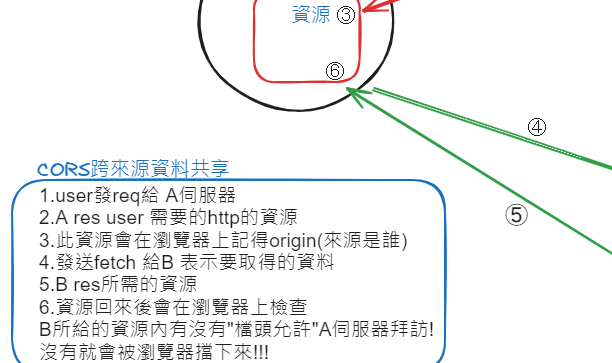 資源 ③
⑥
④
⑤
CORS跨來源資料共享
1.user發req給 A伺服器
2.A res user 需要的http的資源
3.此資源會在瀏覽器上記得origin(來源是誰)
4.發送fetch 給B 表示要取得的資料
5.B res所需的資源
6.資源回來後會在瀏覽器上檢查
B所給的資源內有沒有"檔頭允許"A伺服器拜訪!
沒有就會被瀏覽器擋下來!!!